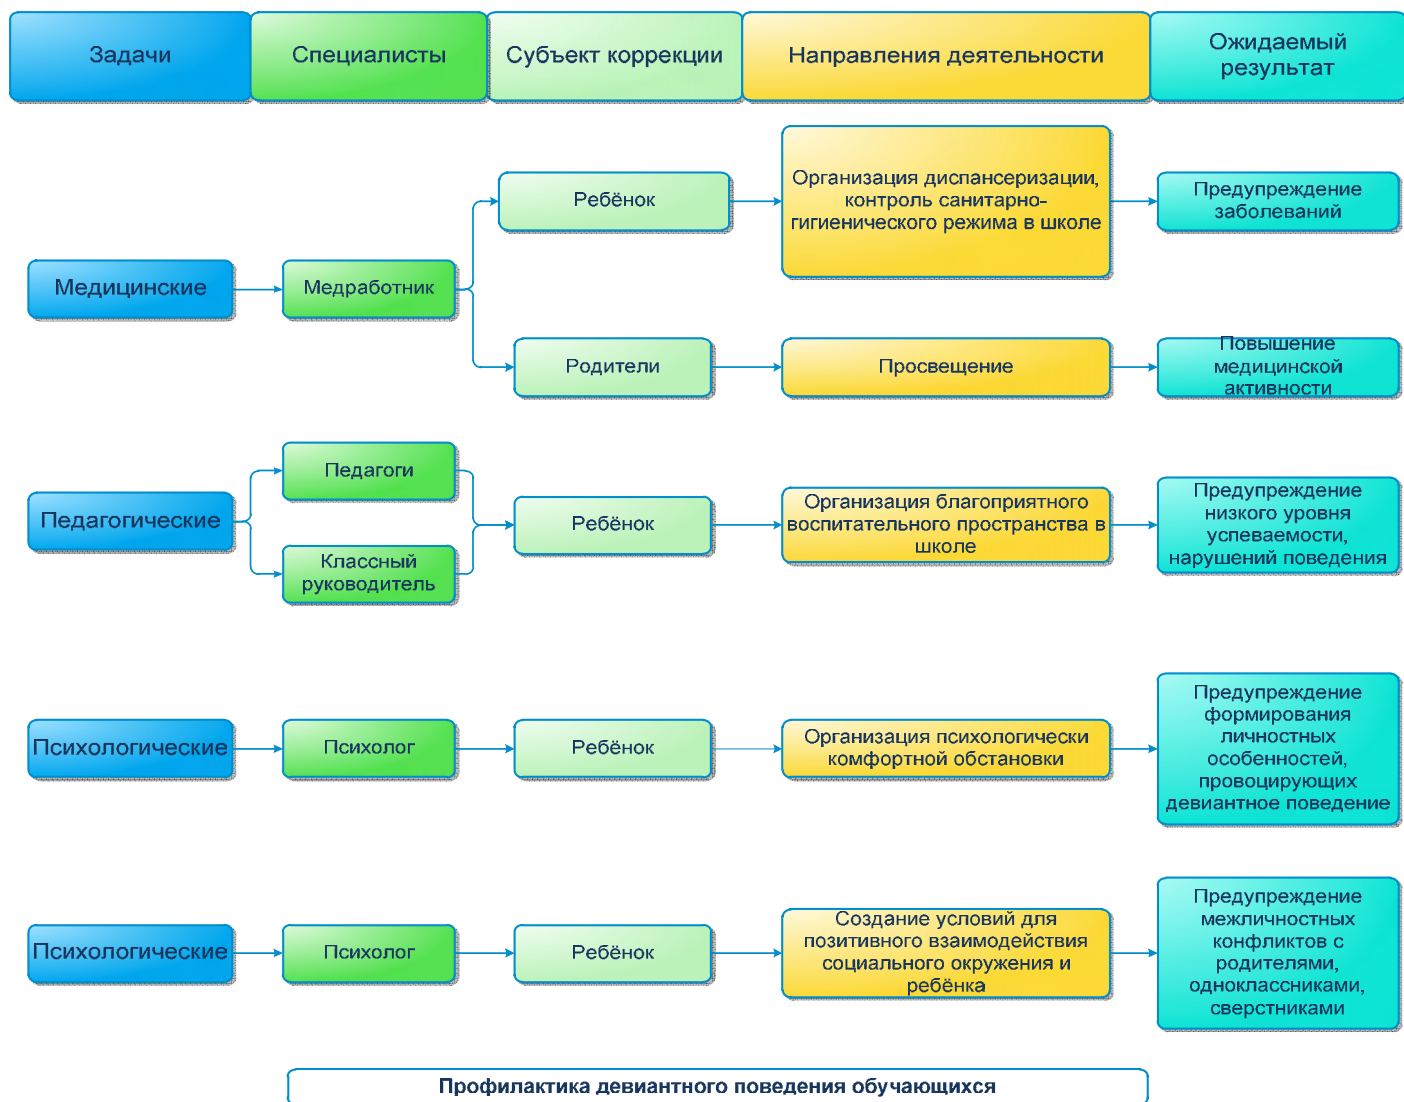 Задачи
Специалисты
Субъект коррекции
Направления деятельности
Ожидаемый
результат
Ребёнок
Организация диспансеризации,
контроль санитарно-
гигиенического режима в школе
Предупреждение
заболеваний
Медицинские
Медработник
Родители
Просвещение
Повышение
медицинской
активности
Педагогические
Педагоги
Классный
руководитель
Ребёнок
Организация благоприятного
воспитательного пространства в
школе
Предупреждение
низкого уровня
успеваемости,
нарушений поведения
Психологические
Психолог
Ребёнок
Организация психологически
комфортной обстановки
Предупреждение
формирования
личностных
особенностей,
провоцирующих
девиантное поведение
Психологические
Психолог
Ребёнок
Создание условий для
позитивного взаимодействия
социального окружения и
ребёнка
Предупреждение
межличностных
конфликтов с
родителями,
одноклассниками,
сверстниками
Профилактика девиантного поведения обучающихся